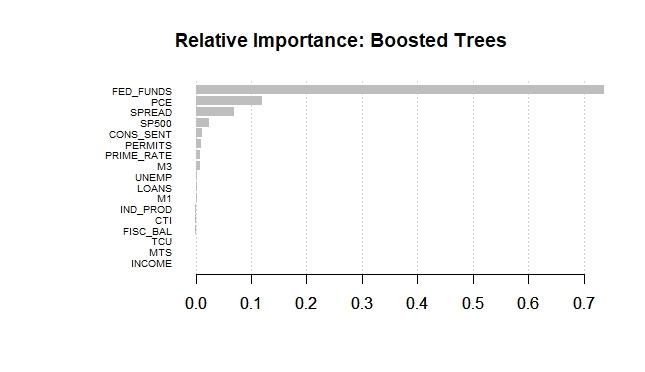 Relative Importance: Boosted Trees
FED_FUNDS
PCE
SPREAD
SP500
CONS_SENT
PERMITS
PRIME_RATE
M3
UNEMP
LOANS
M1
IND_PROD
CTI
FISC_BAL
TCU
MTS
INCOME
0.0 0.1 0.2 0.3 0.4 0.5 0.6 0.7